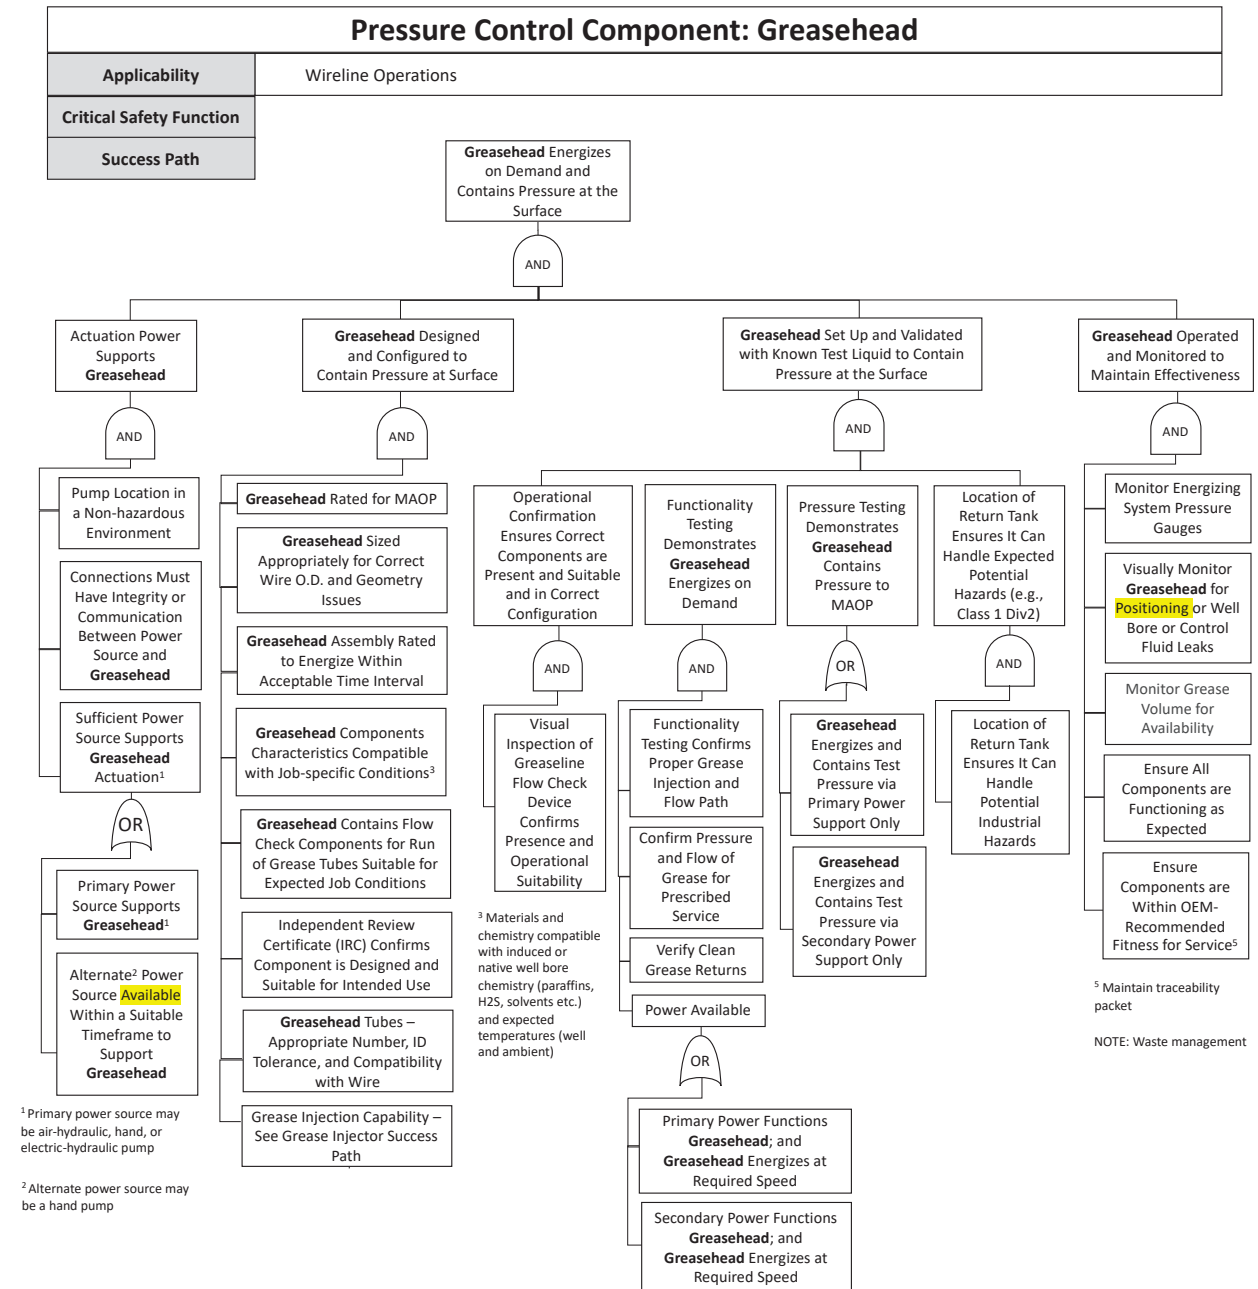 Pressure Control Component: Greasehead
Applicability
Wireline Operations
Critical Safety Function
Success Path
Greasehead Energizes
on Demand and
Contains Pressure at the
Surface
AND
Actuation Power
Supports
Greasehead
AND
Pump Location in
a Non-hazardous
Environment
Connections Must
Have Integrity or
Communication
Between Power
Source and
Greasehead
Sufficient Power
Source Supports
Greasehead
Actuation1
OR
Primary Power
Source Supports
Greasehead1
Alternate2 Power
Source Available
Within a Suitable
Timeframe to
Support
Greasehead
1 Primary power source may
be air-hydraulic, hand, or
electric-hydraulic pump
2 Alternate power source may
be a hand pump
Greasehead Designed
and Configured to
Contain Pressure at Surface
AND
Greasehead Rated for MAOP
Greasehead Sized
Appropriately for Correct
Wire O.D. and Geometry
Issues
Greasehead Assembly Rated
to Energize Within
Acceptable Time Interval
Greasehead Components
Characteristics Compatible
with Job-specific Conditions3
Greasehead Contains Flow
Check Components for Run
of Grease Tubes Suitable for
Expected Job Conditions
Independent Review
Certificate (IRC) Confirms
Component is Designed and
Suitable for Intended Use
Greasehead Tubes –
Appropriate Number, ID
Tolerance, and Compatibility
with Wire
Grease Injection Capability –
See Grease Injector Success
Path
Greasehead Set Up and Validated
with Known Test Liquid to Contain
Pressure at the Surface
AND
Operational
Confirmation
Ensures Correct
Components are
Present and Suitable
and in Correct
Configuration
AND
Visual
Inspection of
Greaseline
Flow Check
Device
Confirms
Presence and
Operational
Suitability
3 Materials and
chemistry compatible
with induced or
native well bore
chemistry (paraffins,
H2S, solvents etc.)
and expected
temperatures (well
and ambient)
Functionality
Testing
Demonstrates
Greasehead
Energizes on
Demand
AND
Functionality
Testing Confirms
Proper Grease
Injection and
Flow Path
Confirm Pressure
and Flow of
Grease for
Prescribed
Service
Verify Clean
Grease Returns
Power Available
OR
Primary Power Functions
Greasehead; and
Greasehead Energizes at
Required Speed
Secondary Power Functions
Greasehead; and
Greasehead Energizes at
Required Speed
Pressure Testing
Demonstrates
Greasehead
Contains
Pressure to
MAOP
OR
Greasehead
Energizes and
Contains Test
Pressure via
Primary Power
Support Only
Greasehead
Energizes and
Contains Test
Pressure via
Secondary Power
Support Only
Location of
Return Tank
Ensures It Can
Handle Expected
Potential
Hazards (e.g.,
Class 1 Div2)
AND
Location of
Return Tank
Ensures It Can
Handle
Potential
Industrial
Hazards
Greasehead Operated
and Monitored to
Maintain Effectiveness
AND
Monitor Energizing
System Pressure
Gauges
Visually Monitor
Greasehead for
Positioning or Well
Bore or Control
Fluid Leaks
Monitor Grease
Volume for
Availability
Ensure All
Components are
Functioning as
Expected
Ensure
Components are
Within OEM-
Recommended
Fitness for Service5
5 Maintain traceability
packet
NOTE: Waste management